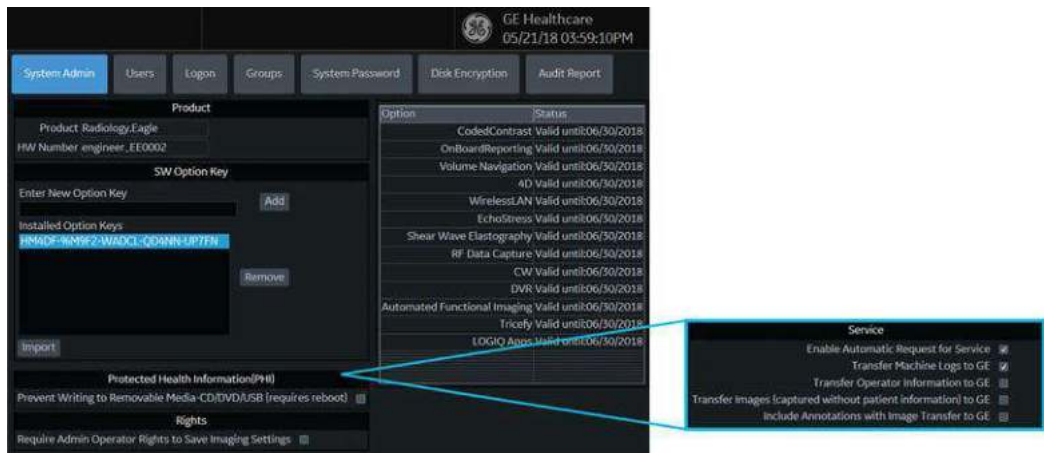 GE Healthcare
05/21/18 03:59:10PM
System Admin
Users
Logon
Groups
System Password
Disk Encryption
Audit Report
Product
Product Radiology.Eagle
HW Number engineer_EE0002
SW Option Key
Enter New Option Key
Add
Installed Option Keys
HM4DF-%M9F2-WADCL-QD4NN-UP7FN
Remove
Import
Protected Health Information(PHI)
Prevent Writing to Removable Media-CD/DVD/USB (requires reboot)
Rights
Require Admin Operator Rights to Save Imaging Settings
Option Status
CodedContrast Valid until:06/30/2018
OnBoardReporting Valid until:06/30/2018
Volume Navigation Valid until:06/30/2018
4D Valid until:06/30/2018
WirelessLAN Valid until:06/30/2018
EchoStress Valid until:06/30/2018
Shear Wave Elastography Valid until:06/30/2018
RF Data Capture Valid until:06/30/2018
CW Valid until:06/30/2018
DVR Valid until:06/30/2018
Automated Functional Imaging Valid until:06/30/2018
Tricefy Valid until:06/30/2018
LOGIQ Apps Valid until:06/30/2018
Service
Enable Automatic Request for Service
Transfer Machine Logs to GE
Transfer Operator Information to GE
Transfer Images (captured without patient information) to GE
Include Annotations with Image Transfer to GE